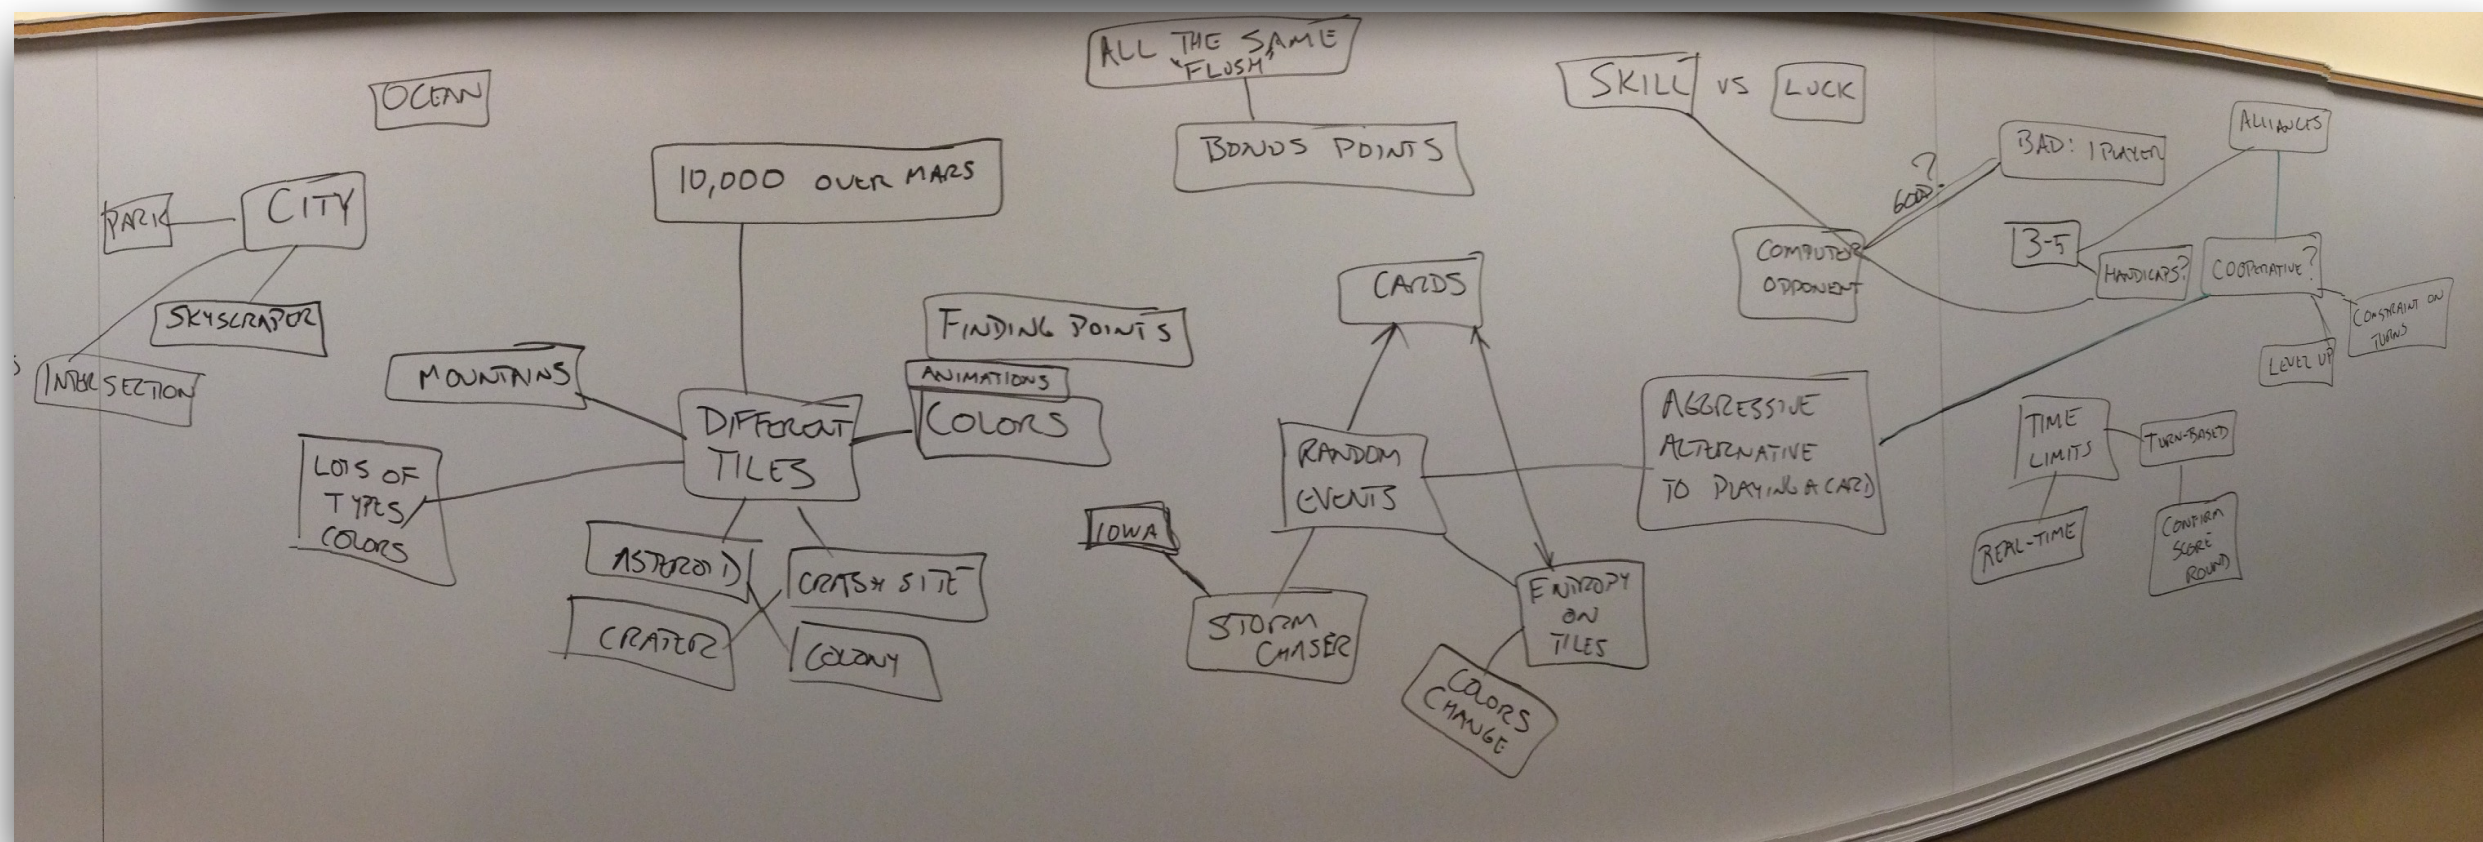 OCEAN
PARK
CITY
SKYSCRAPER
INTERSECTION
10,000 OVER MARS
MOUNTAINS
LOTS OF
TYPES/
COLORS
DIFFERENT
TILES
FINDING POINTS
ANIMATIONS
COLORS
ASTEROID
CRASH SITE
CRATER
COLONY
ALL THE SAME
"FLUSH"
BONUS POINTS
CARDS
RANDOM
EVENTS
IOWA
STORM
CHASER
ENTROPY
ON
TILES
COLORS
CHANGE
AGGRESSIVE
ALTERNATIVE
TO PLAYING A CARD
SKILL VS LUCK
COMPUTER
OPPONENT
GOOD?
BAD: 1 PLAYER
ALLIANCES
3-5
HANDICAPS?
COOPERATIVE?
CONSTRAINT ON
TURNS
LEVEL UP
TIME
LIMITS
TURN-BASED
REAL-TIME
CONFIRM
SCORE
ROUND